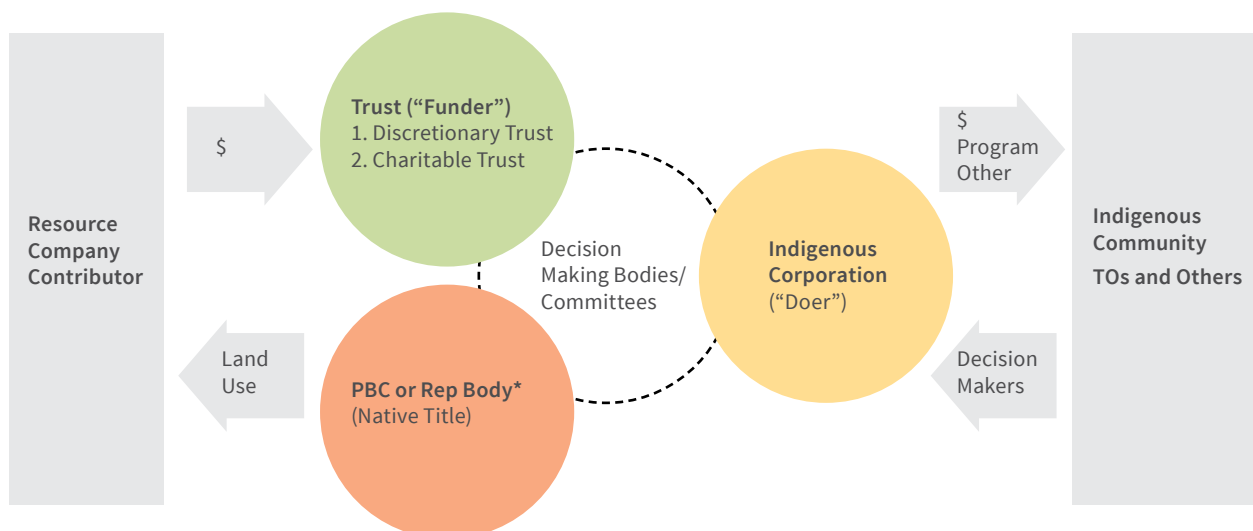 Resource
Company
Contributor
$
Land
Use
Trust (“Funder”)
1. Discretionary Trust
2. Charitable Trust
PBC or Rep Body*
(Native Title)
Decision
Making Bodies/
Committees
Indigenous
Corporation
(“Doer”)
$
Program
Other
Decision
Makers
Indigenous
Community
TOs and Others